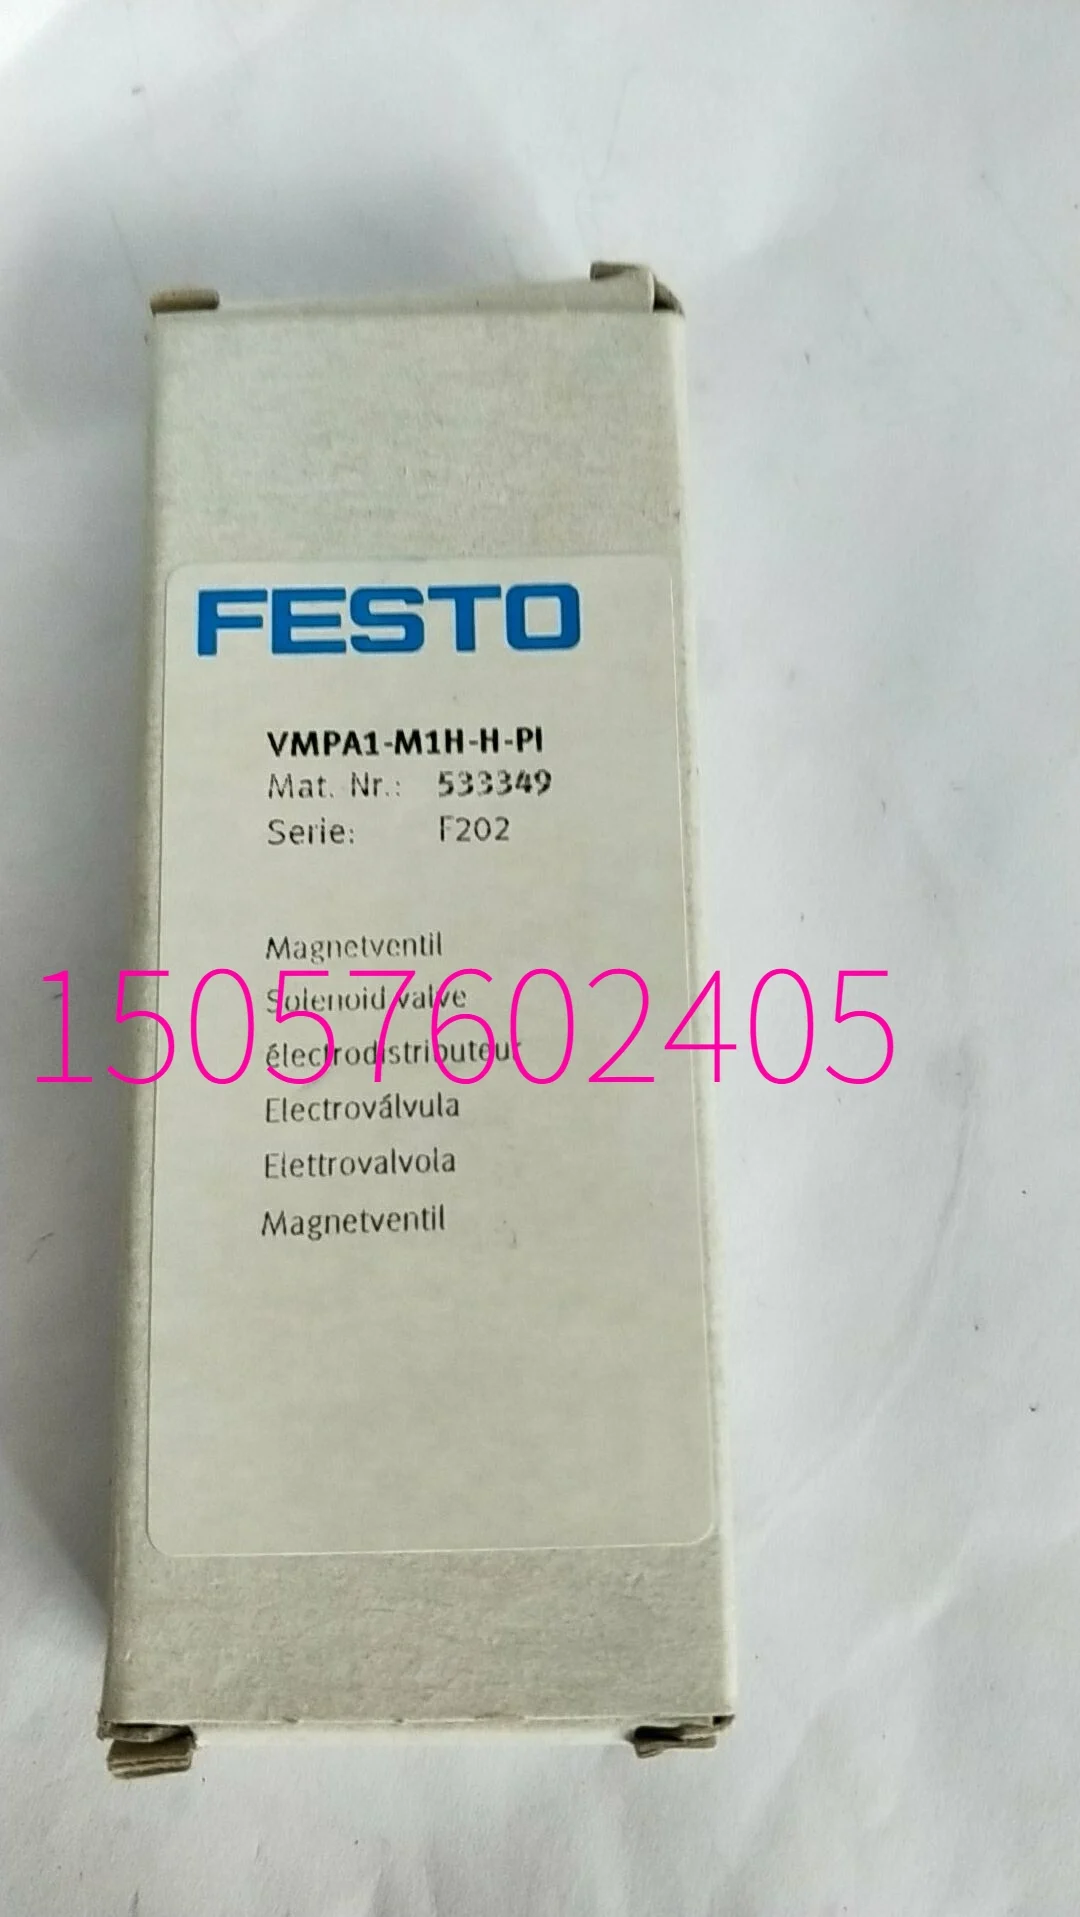 FESTO
VMPA1-M1H-H-PI
Mat. Nr.: 533349
Serie: F202
Magnetventil
Solenoid valve
15057602405
électrodistributeur
Electroválvula
Elettrovalvola
Magnetventil